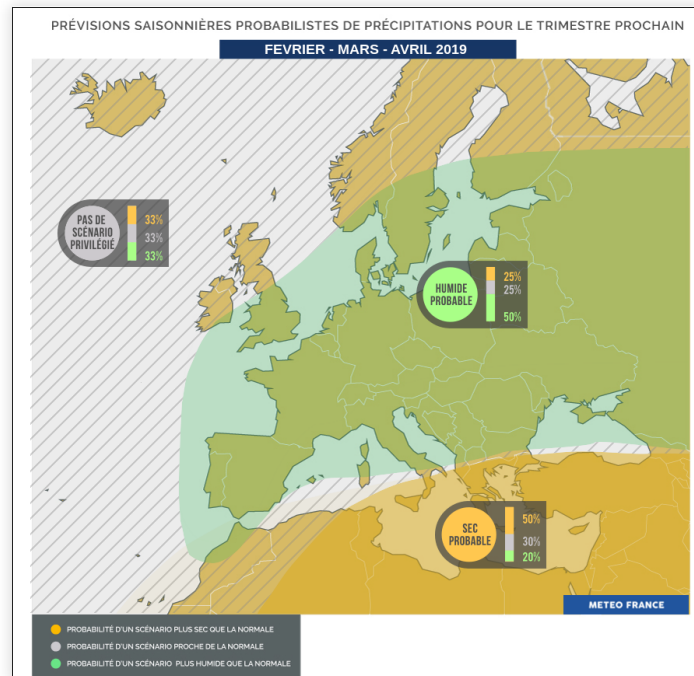 PRÉVISIONS SAISONNIÈRES PROBABILISTES DE PRÉCIPITATIONS POUR LE TRIMESTRE PROCHAIN
FEVRIER - MARS - AVRIL 2019
PAS DE
SCÉNARIO
PRIVILÉGIÉ
33%
33%
33%
HUMIDE
PROBABLE
25%
25%
50%
SEC
PROBABLE
50%
30%
20%
METEO FRANCE
PROBABILITÉ D'UN SCÉNARIO PLUS SEC QUE LA NORMALE
PROBABILITÉ D'UN SCÉNARIO PROCHE DE LA NORMALE
PROBABILITÉ D'UN SCÉNARIO PLUS HUMIDE QUE LA NORMALE